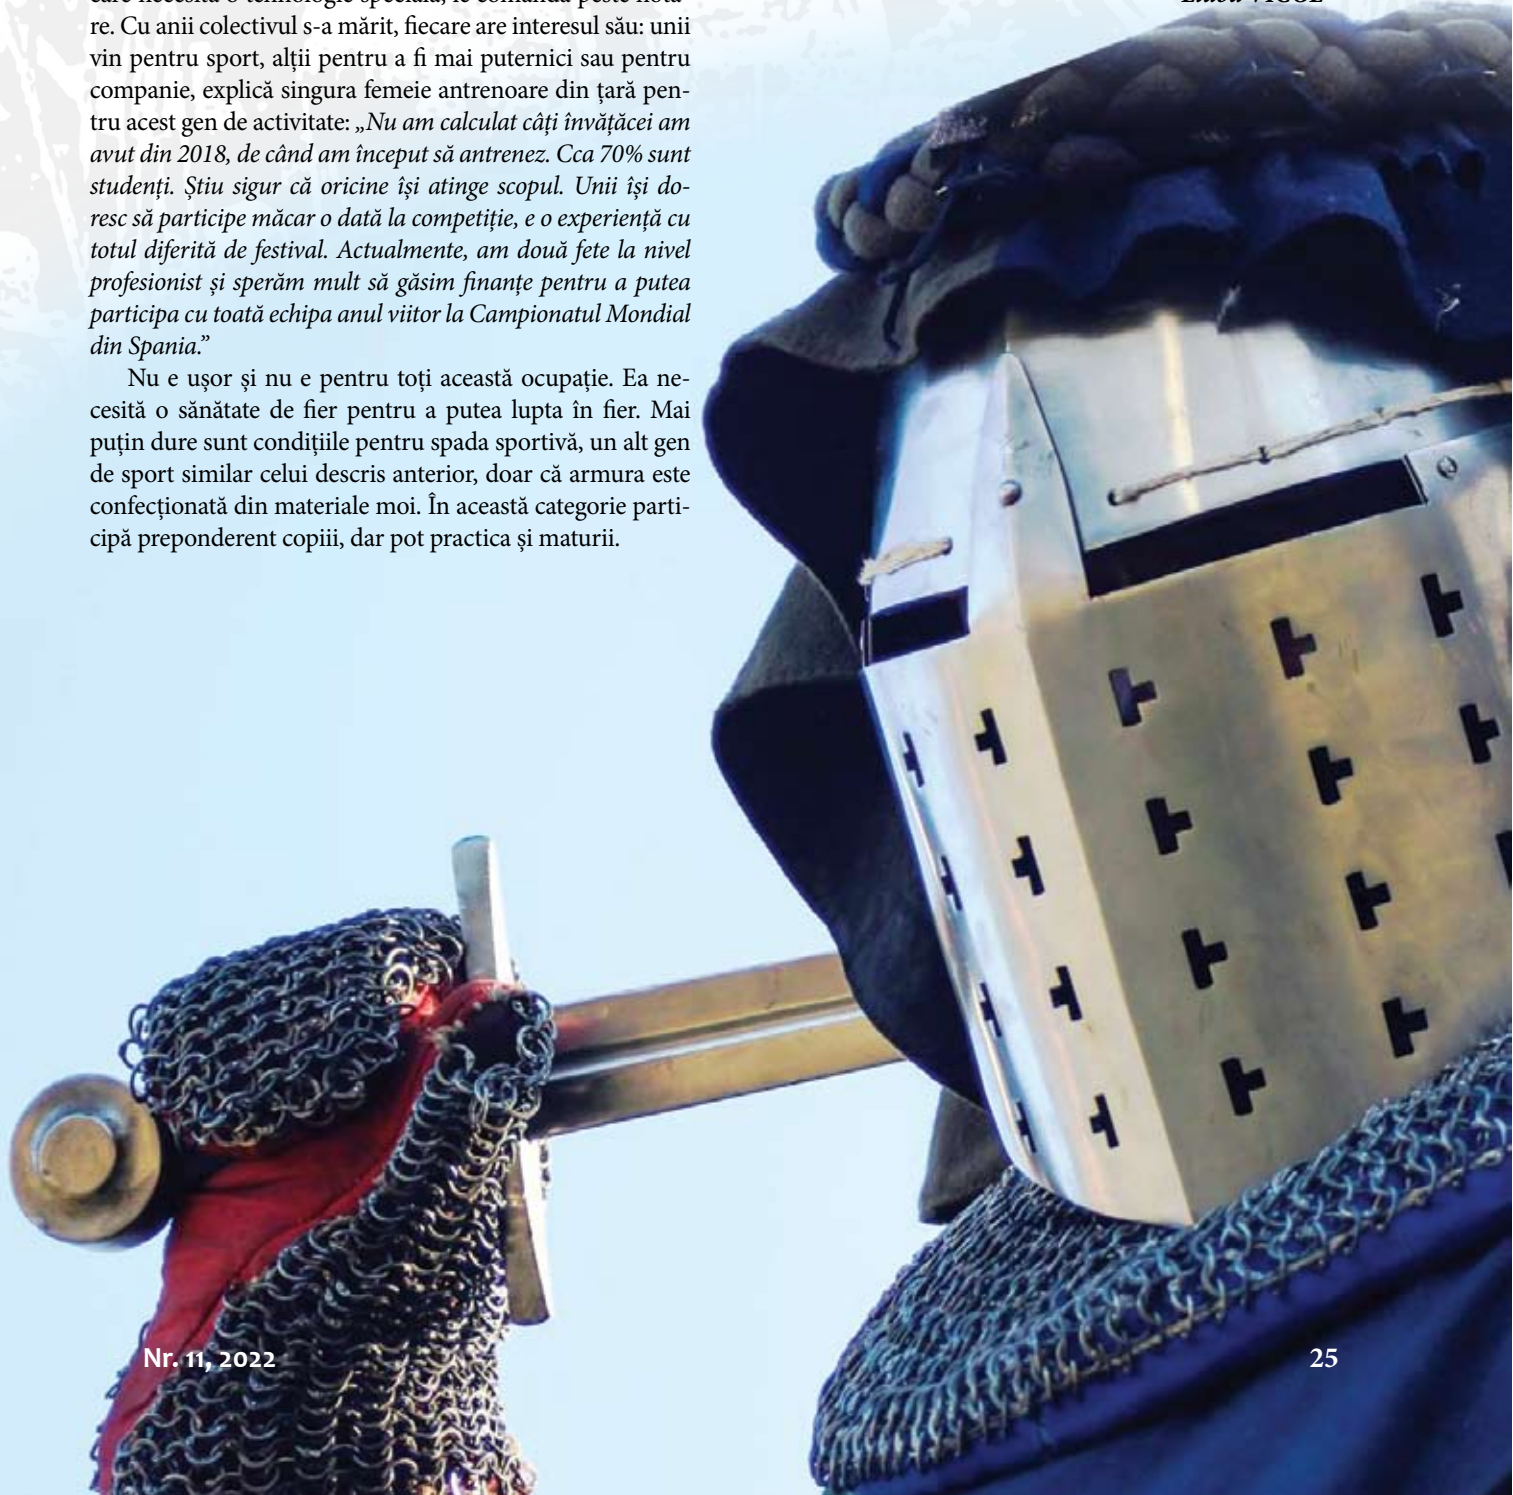 re. Cu anii colectivul s-a mărit, fiecare are interesul său: unii
vin pentru sport, alții pentru a fi mai puternici sau pentru
companie, explică singura femeie antrenoare din țară pen-
tru acest gen de activitate: „Nu am calculat câți învățăcei am
avut din 2018, de când am început să antrenez. Cca 70% sunt
studenți. Știu sigur că oricine își atinge scopul. Unii își do-
resc să participe măcar o dată la competiție, e o experiență cu
totul diferită de festival. Actualmente, am două fete la nivel
profesionist și sperăm mult să găsim finanțe pentru a putea
participa cu toată echipa anul viitor la Campionatul Mondial
din Spania.”
Nu e ușor și nu e pentru toți această ocupație. Ea ne-
cesită o sănătate de fier pentru a putea lupta în fier. Mai
puțin dure sunt condițiile pentru spada sportivă, un alt gen
de sport similar celui descris anterior, doar că armura este
confecționată din materiale moi. În această categorie parti-
cipă preponderent copiii, dar pot practica și maturii.
Nr. 11, 2022
25